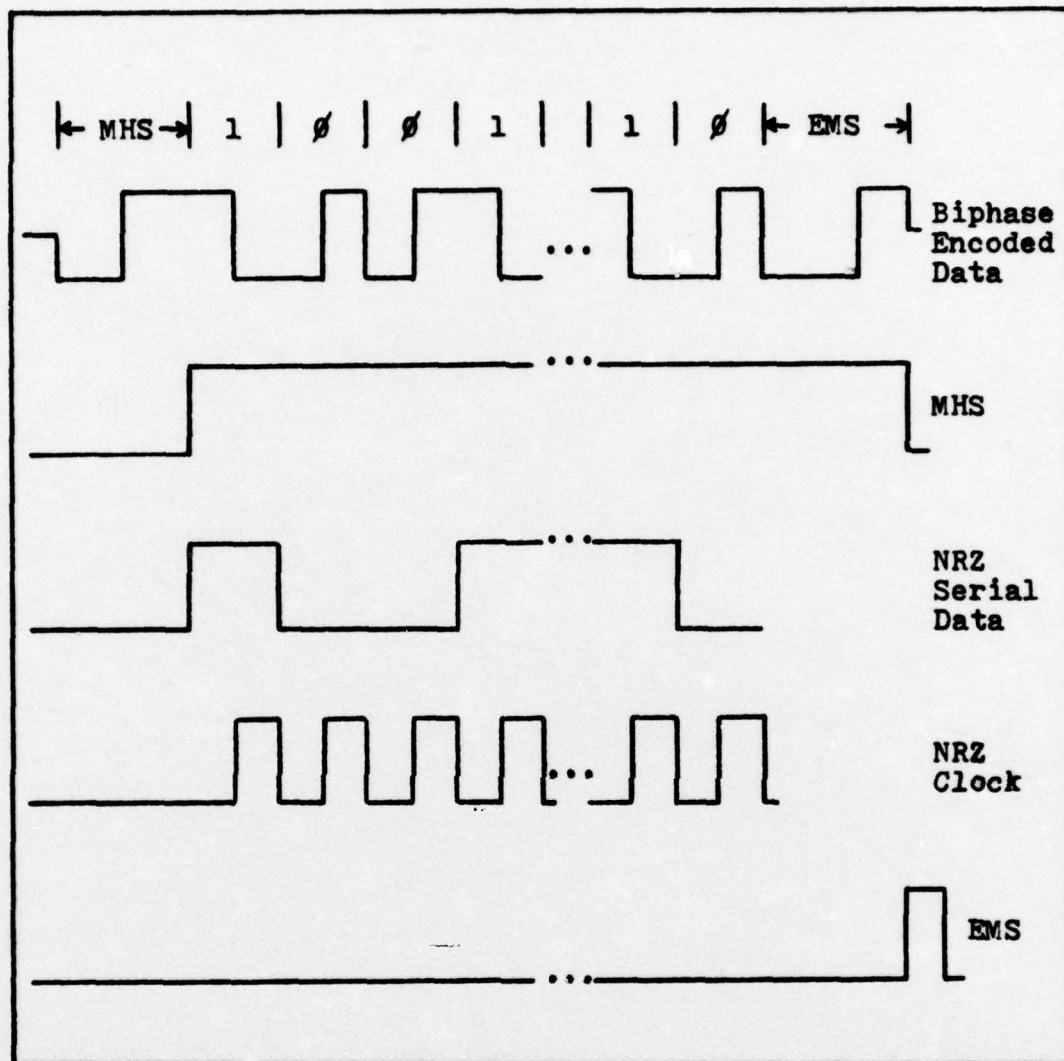 |← MHS →| 1 | Ø | Ø | 1 | | 1 | Ø |← EMS →|
Biphase
Encoded
Data
...
...
MHS
...
NRZ
Serial
Data
...
NRZ
Clock
...
EMS